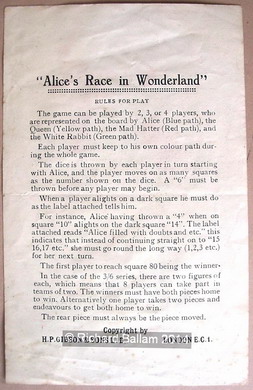 "Alice's Race in Wonderland"
RULES FOR PLAY
The game can be played by 2, 3, or 4 players, who
are represented on the board by Alice (Blue path), the
Queen (Yellow path), the Mad Hatter (Red path), and
the White Rabbit (Green path).
Each player must keep to his own colour path during
the whole game.
The dice is thrown by each player in turn starting
with Alice, and the player moves on as many squares
as the number shown on the dice. A "6" must be
thrown before any player may begin.
When a player alights on a dark square he must do
as the label attached tells him.
For instance, Alice having thrown a "4" when on
square "10" alights on the dark square "14". The label
attached reads "Alice filled with doubts and etc." this
indicates that instead of continuing straight on to "15
16,17 etc." she must go round the long way (1,2,3 etc.)
for her next turn.
The first player to reach square 80 being the winner.
In the case of the 3/6 series, there are two figures
of each, which means that 8 players can take part in
teams of two. The winners must have both pieces home
to win. Alternatively one player takes two pieces and
endeavours to get both home to win.
The rear piece must always be the piece moved.
Copyright by
H.P. GIBSON & SONS LTD LONDON E.C.1.
© Richard Ballam